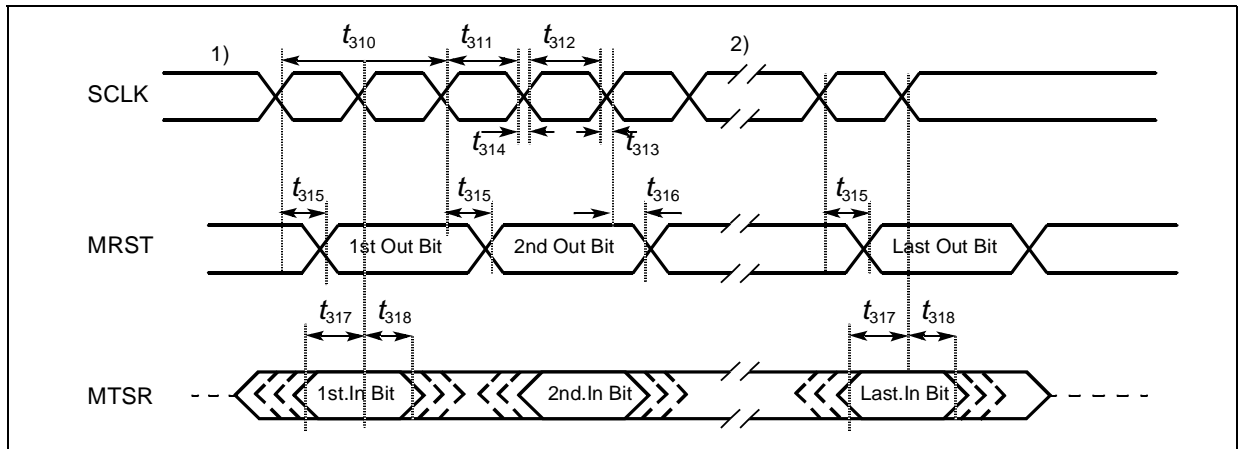 1) t310 t311 t312 2)
SCLK
t314 t313
t315 t315 t316 t315
MRST 1st Out Bit 2nd Out Bit Last Out Bit
t317 t318 t317 t318
MTSR 1st.In Bit 2nd.In Bit Last.In Bit